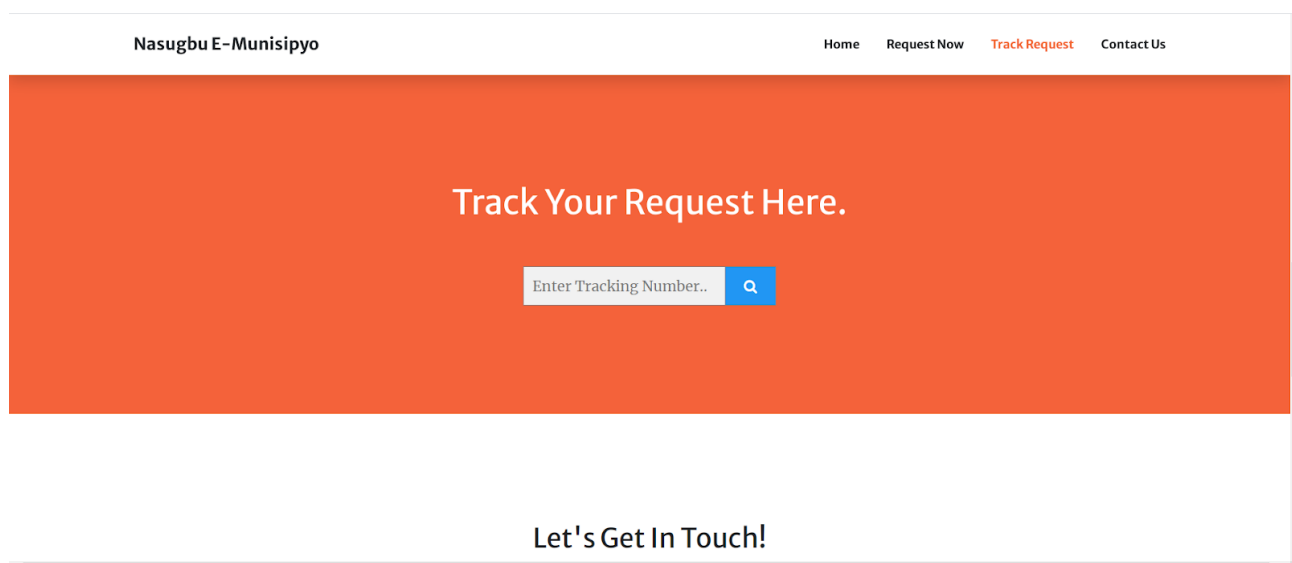 Nasugbu E-Munisipyo
Home Request Now Track Request Contact Us
Track Your Request Here.
Enter Tracking Number..
Let's Get In Touch!